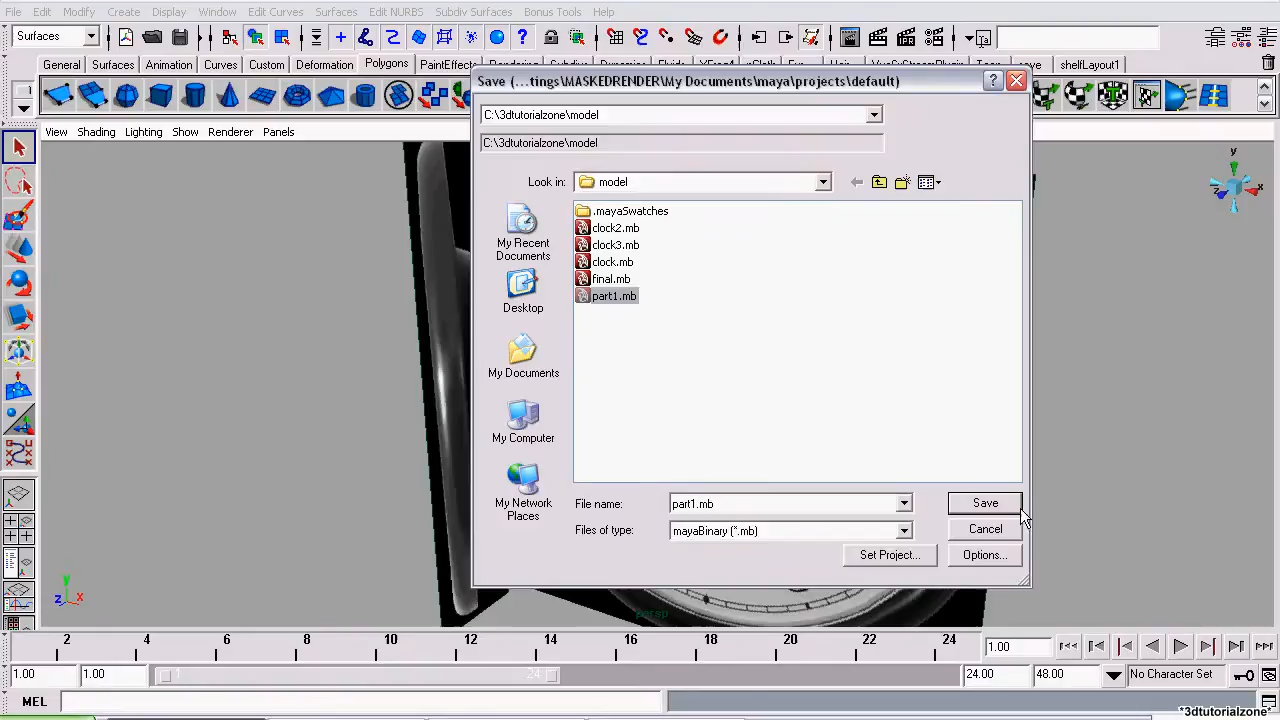 File Edit Modify Create Display Window Edit Curves Surfaces Edit NURBS Subdiv Surfaces Bonus Tools Help
Surfaces
General Surfaces Animation Curves Custom Deformation Polygons PaintEffects shelfLayout1
View Shading Lighting Show Renderer Panels
Save (...tings\MASKEDRENDER\My Documents\maya\projects\default)
C:\3dtutorialzone\model
C:\3dtutorialzone\model
Look in: model
My Recent Documents
Desktop
My Documents
My Computer
My Network Places
.mayaSwatches
clock2.mb
clock3.mb
clock.mb
final.mb
part1.mb
File name: part1.mb Save
Files of type: mayaBinary (*.mb) Cancel
Set Project... Options...
y
x
z
y
z x
persp
2 4 6 8 10 12 14 16 18 20 22 24 1.00
1.00 1.00 1 24 24.00 48.00 No Character Set
MEL
*3dtutorialzone*